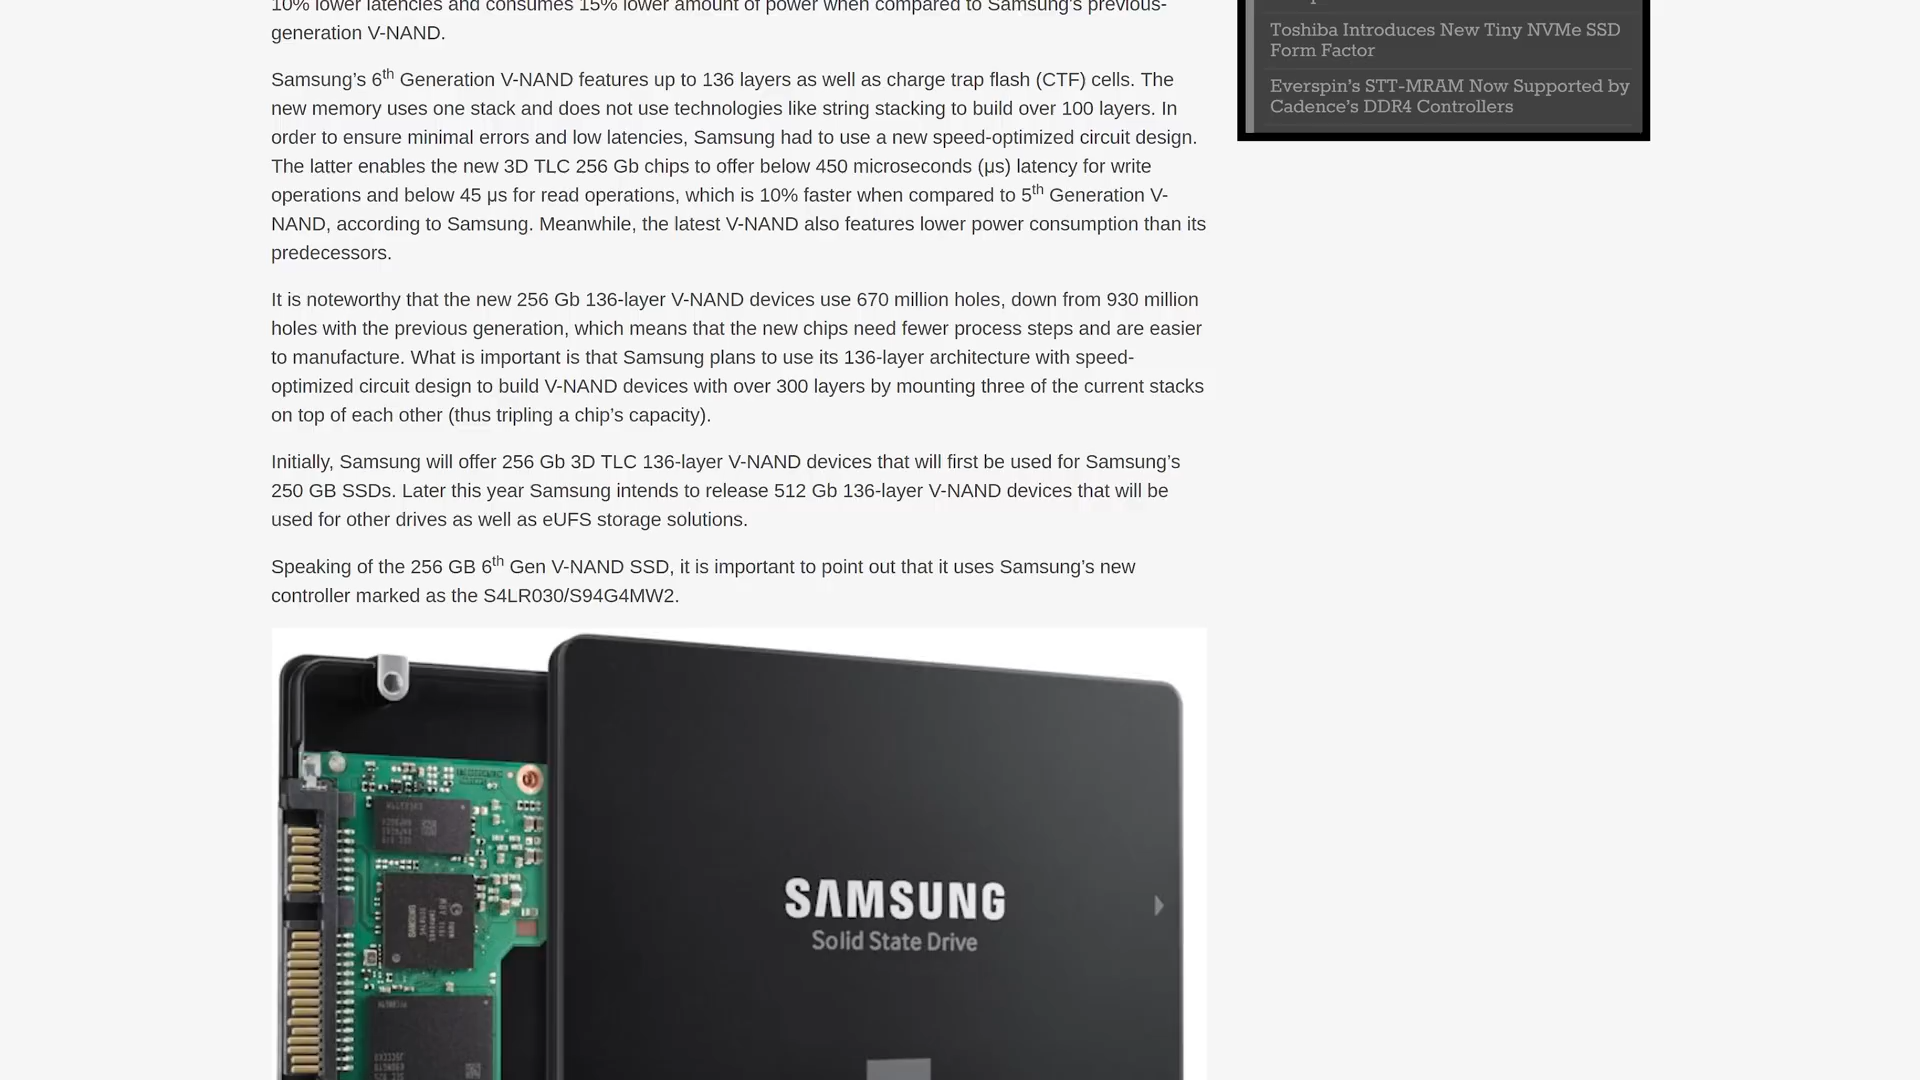 10% lower latencies and consumes 15% lower amount of power when compared to Samsung’s previous-
generation V-NAND.
Samsung’s 6th Generation V-NAND features up to 136 layers as well as charge trap flash (CTF) cells. The
new memory uses one stack and does not use technologies like string stacking to build over 100 layers. In
order to ensure minimal errors and low latencies, Samsung had to use a new speed-optimized circuit design.
The latter enables the new 3D TLC 256 Gb chips to offer below 450 microseconds (μs) latency for write
operations and below 45 μs for read operations, which is 10% faster when compared to 5th Generation V-
NAND, according to Samsung. Meanwhile, the latest V-NAND also features lower power consumption than its
predecessors.
It is noteworthy that the new 256 Gb 136-layer V-NAND devices use 670 million holes, down from 930 million
holes with the previous generation, which means that the new chips need fewer process steps and are easier
to manufacture. What is important is that Samsung plans to use its 136-layer architecture with speed-
optimized circuit design to build V-NAND devices with over 300 layers by mounting three of the current stacks
on top of each other (thus tripling a chip’s capacity).
Initially, Samsung will offer 256 Gb 3D TLC 136-layer V-NAND devices that will first be used for Samsung’s
250 GB SSDs. Later this year Samsung intends to release 512 Gb 136-layer V-NAND devices that will be
used for other drives as well as eUFS storage solutions.
Speaking of the 256 GB 6th Gen V-NAND SSD, it is important to point out that it uses Samsung’s new
controller marked as the S4LR030/S94G4MW2.
SAMSUNG
Solid State Drive
SAMSUNG
ARM
Toshiba Introduces New Tiny NVMe SSD
Form Factor
Everspin’s STT-MRAM Now Supported by
Cadence’s DDR4 Controllers